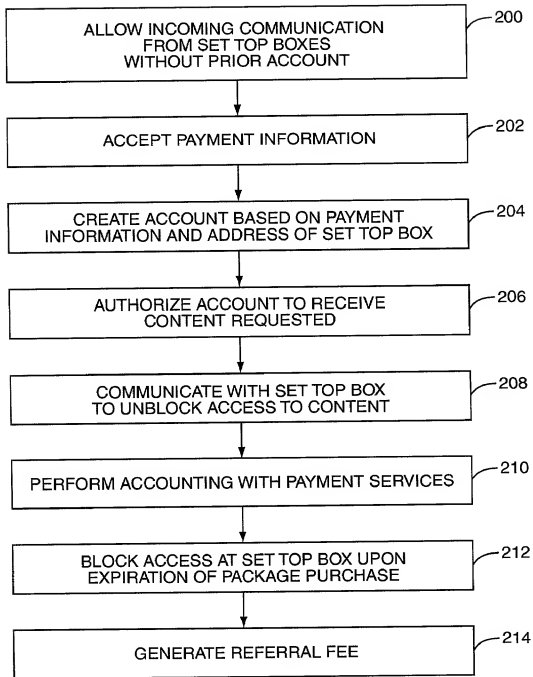 ALLOW INCOMING COMMUNICATION
FROM SET TOP BOXES
WITHOUT PRIOR ACCOUNT
200
ACCEPT PAYMENT INFORMATION
202
CREATE ACCOUNT BASED ON PAYMENT
INFORMATION AND ADDRESS OF SET TOP BOX
204
AUTHORIZE ACCOUNT TO RECEIVE
CONTENT REQUESTED
206
COMMUNICATE WITH SET TOP BOX
TO UNBLOCK ACCESS TO CONTENT
208
PERFORM ACCOUNTING WITH PAYMENT SERVICES
210
BLOCK ACCESS AT SET TOP BOX UPON
EXPIRATION OF PACKAGE PURCHASE
212
GENERATE REFERRAL FEE
214